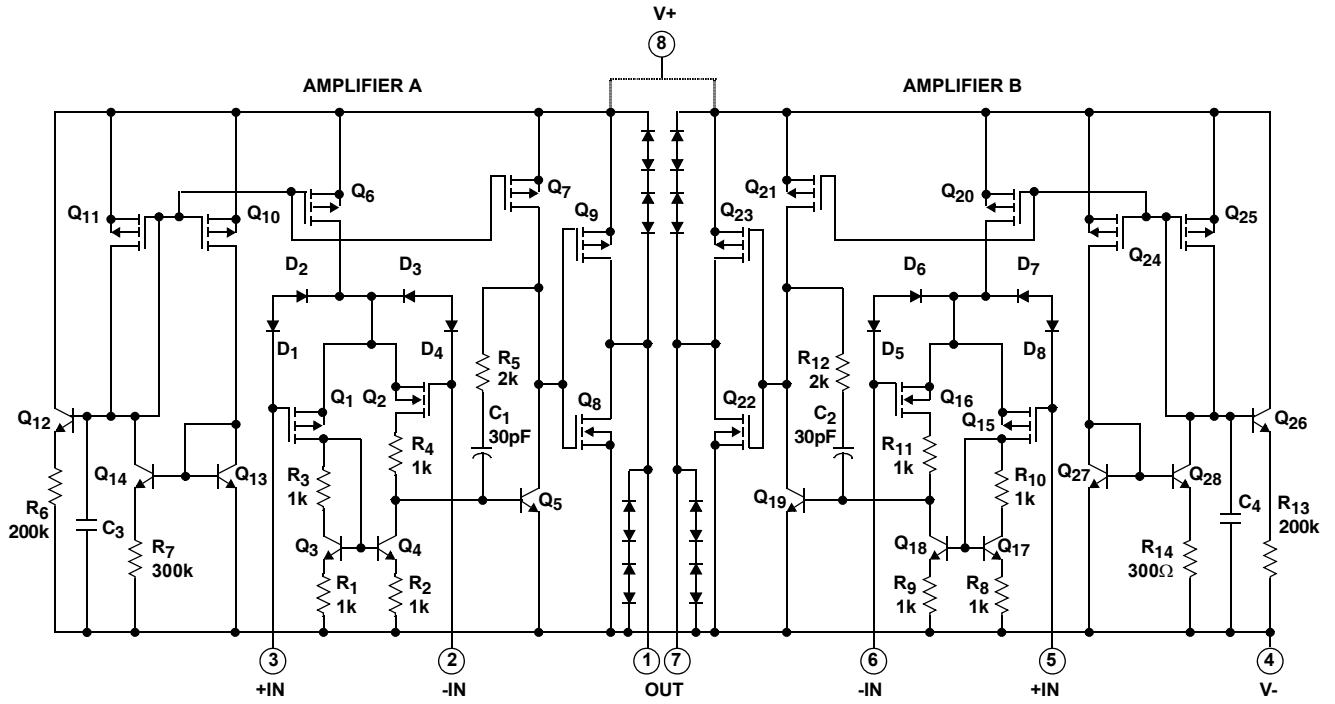 V+
8
AMPLIFIER A
AMPLIFIER B
Q11
Q10
Q6
Q7
Q9
Q21
Q23
Q20
Q24
Q25
D2
D3
D6
D7
D1
D4
D5
D8
R5
2k
R12
2k
Q1
Q2
Q8
Q22
Q16
Q15
Q12
Q26
C1
30pF
C2
30pF
R4
1k
R11
1k
Q14
Q13
R3
1k
R10
1k
Q27
Q28
Q5
Q19
R6
200k
C3
R7
300k
Q3
Q4
Q18
Q17
C4
R13
200k
R14
300Ω
R1
1k
R2
1k
R9
1k
R8
1k
3
2
1
7
6
5
4
+IN
-IN
OUT
-IN
+IN
V-